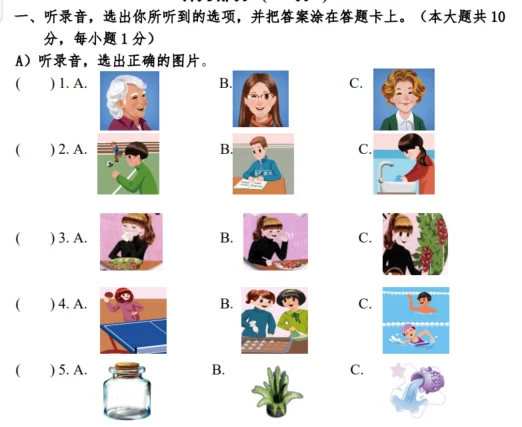 一、听录音，选出你所听到的选项，并把答案涂在答题卡上。（本大题共 10
分，每小题 1 分）
A）听录音，选出正确的图片。
( ) 1. A. B. C.
( ) 2. A. B. C.
( ) 3. A. B. C.
( ) 4. A. B. C.
( ) 5. A. B. C.